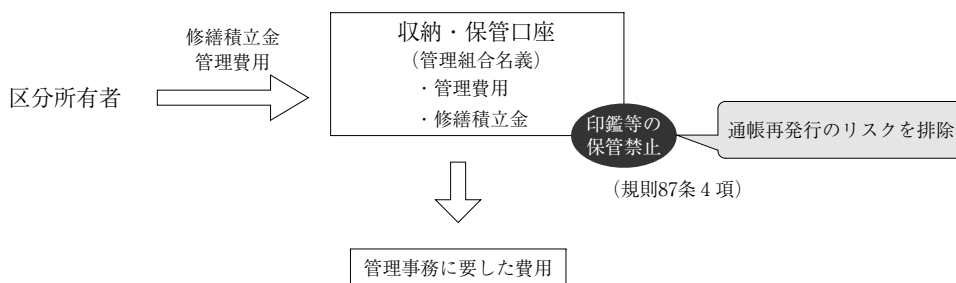 修繕積立金
管理費用
区分所有者
収納・保管口座
（管理組合名義）
・管理費用
・修繕積立金
印鑑等の
保管禁止
通帳再発行のリスクを排除
（規則87条４項）
管理事務に要した費用